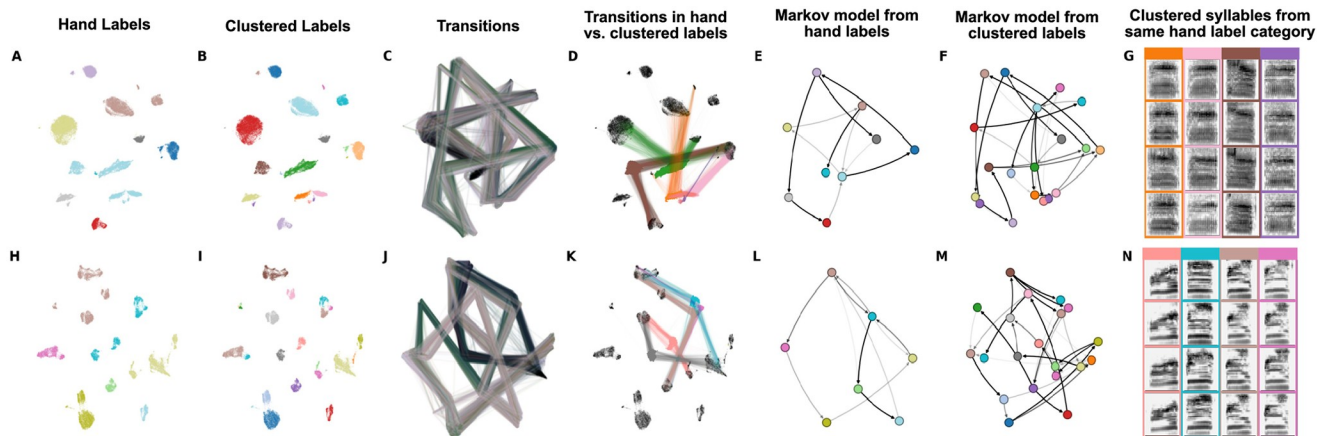 Hand Labels
Clustered Labels
Transitions
Transitions in hand
vs. clustered labels
Markov model from
hand labels
Markov model from
clustered labels
Clustered syllables from
same hand label category
A
B
C
D
E
F
G
H
I
J
K
L
M
N